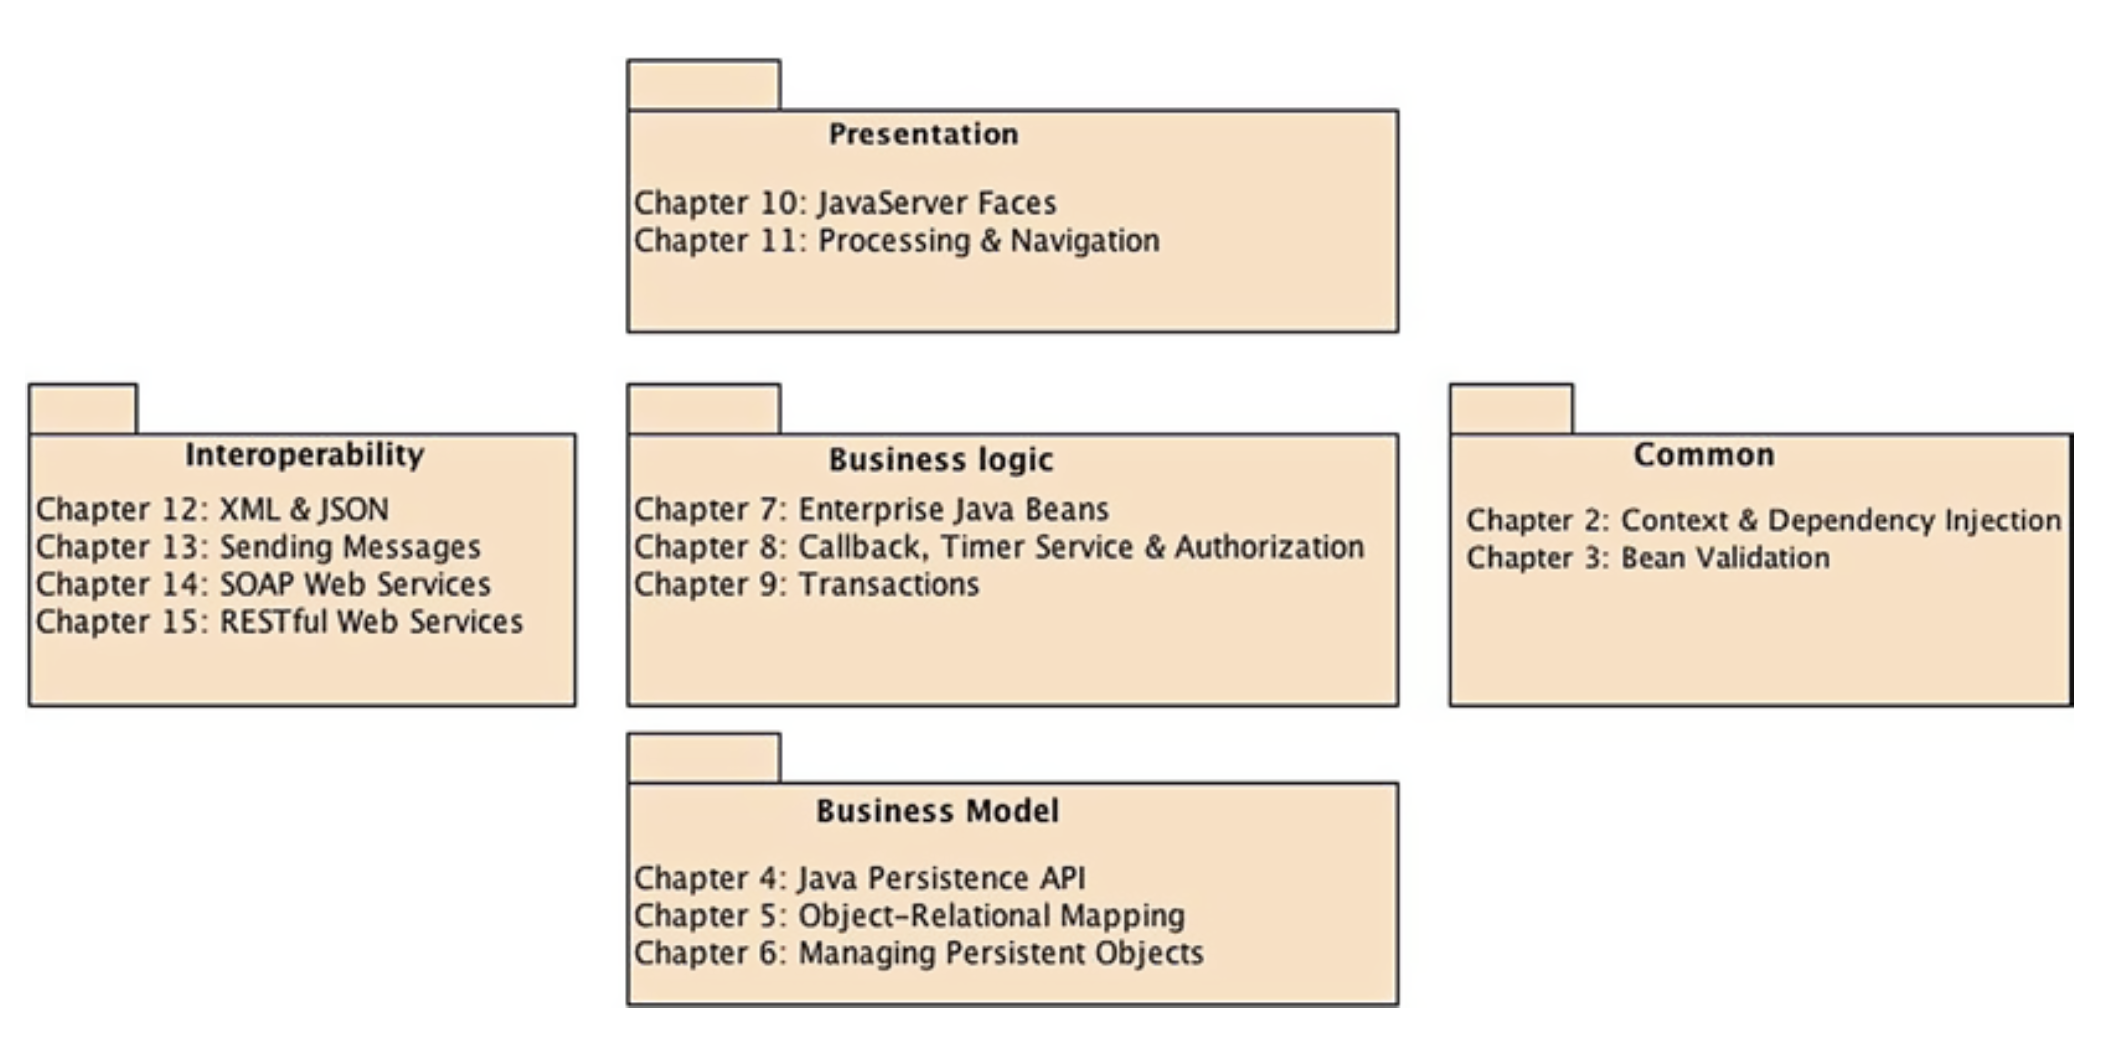 Presentation
Chapter 10: JavaServer Faces
Chapter 11: Processing & Navigation
Interoperability
Chapter 12: XML & JSON
Chapter 13: Sending Messages
Chapter 14: SOAP Web Services
Chapter 15: RESTful Web Services
Business logic
Chapter 7: Enterprise Java Beans
Chapter 8: Callback, Timer Service & Authorization
Chapter 9: Transactions
Common
Chapter 2: Context & Dependency Injection
Chapter 3: Bean Validation
Business Model
Chapter 4: Java Persistence API
Chapter 5: Object-Relational Mapping
Chapter 6: Managing Persistent Objects